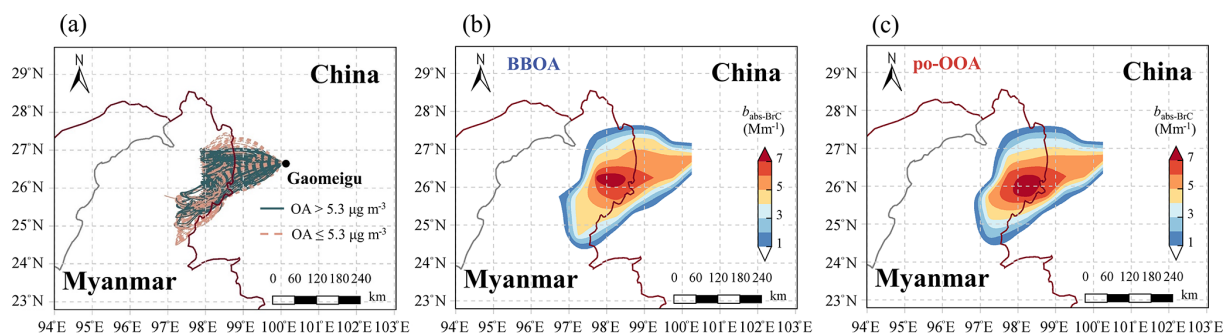 (a)
N
China
Gaomeigu
OA > 5.3 μg m⁻³
OA ≤ 5.3 μg m⁻³
Myanmar
0 60 120 180 240
km
29°N
28°N
27°N
26°N
25°N
24°N
23°N
94°E 95°E 96°E 97°E 98°E 99°E 100°E 101°E 102°E 103°E
(b)
N
BBOA
China
b abs-BrC
(Mm⁻¹)
7
5
3
1
Myanmar
0 60 120 180 240
km
29°N
28°N
27°N
26°N
25°N
24°N
23°N
94°E 95°E 96°E 97°E 98°E 99°E 100°E 101°E 102°E 103°E
(c)
N
po-OOA
China
b abs-BrC
(Mm⁻¹)
7
5
3
1
Myanmar
0 60 120 180 240
km
29°N
28°N
27°N
26°N
25°N
24°N
23°N
94°E 95°E 96°E 97°E 98°E 99°E 100°E 101°E 102°E 103°E